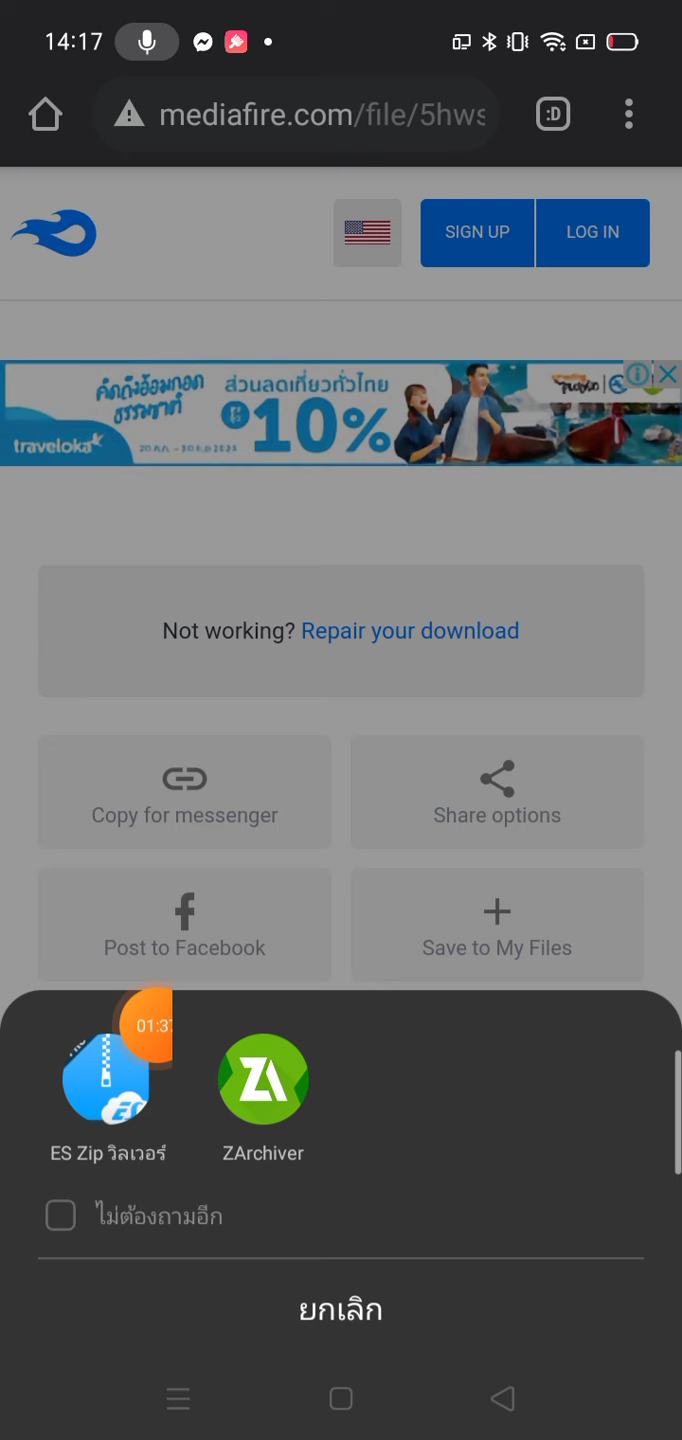 14:17
:D
mediafire.com/file/5hws
SIGN UP
LOG IN
ส่วนลดเที่ยวทั่วไทย
10%
traveloka
Not working? Repair your download
Copy for messenger
Share options
Post to Facebook
Save to My Files
01:37
ES Zip วิลเวอร์
ZArchiver
ไม่ต้องถามอีก
ยกเลิก